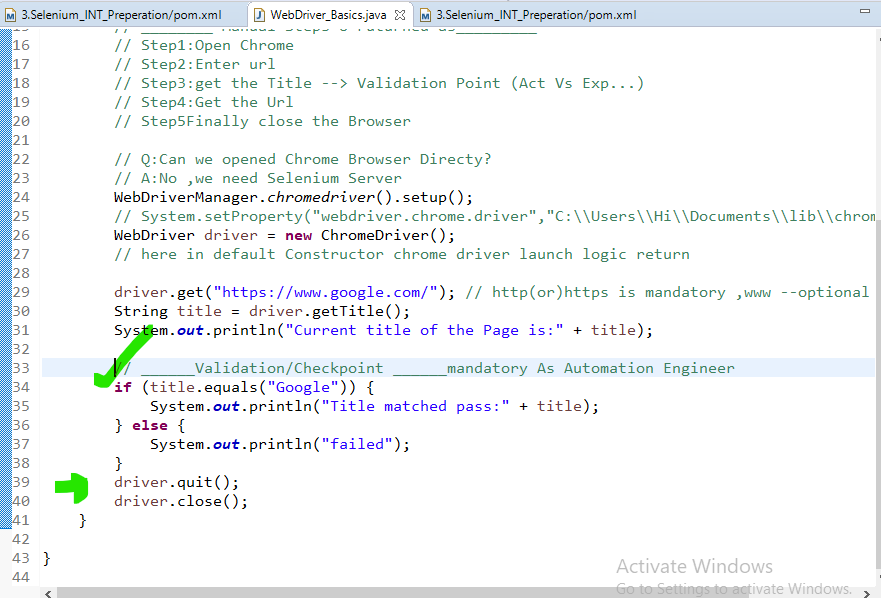 3.Selenium_INT_Preperation/pom.xml WebDriver_Basics.java 3.Selenium_INT_Preperation/pom.xml
16 // Step1:Open Chrome
17 // Step2:Enter url
18 // Step3:get the Title --> Validation Point (Act Vs Exp...)
19 // Step4:Get the Url
20 // Step5Finally close the Browser
21
22 // Q:Can we opened Chrome Browser Directy?
23 // A:No ,we need Selenium Server
24 WebDriverManager.chromedriver().setup();
25 // System.setProperty("webdriver.chrome.driver","C:\\Users\\Hi\\Documents\\lib\\chrom
26 WebDriver driver = new ChromeDriver();
27 // here in default Constructor chrome driver launch logic return
28
29 driver.get("https://www.google.com/"); // http(or)https is mandatory ,www --optional
30 String title = driver.getTitle();
31 System.out.println("Current title of the Page is:" + title);
32
33 // ______Validation/Checkpoint ______mandatory As Automation Engineer
34 if (title.equals("Google")) {
35 System.out.println("Title matched pass:" + title);
36 } else {
37 System.out.println("failed");
38 }
39 driver.quit();
40 driver.close();
41 }
42
43 }
44
Activate Windows
Go to Settings to activate Windows.